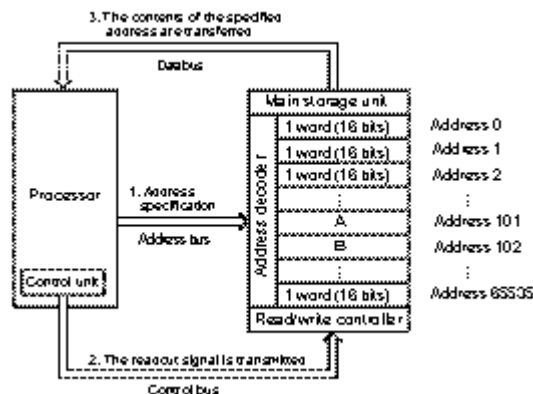 3. The contents of the specified
address are transferred
Data bus
Main storage unit
1 word (16 bits)
Address 0
1 word (16 bits)
Address 1
1 word (16 bits)
Address 2
Processor
1. Address
specification
Address bus
Address decoder
⋮
⋮
A
Address 101
B
Address 102
⋮
⋮
Control unit
1 word (16 bits)
Address 65535
Read/write controller
2. The readout signal is transmitted
Control bus